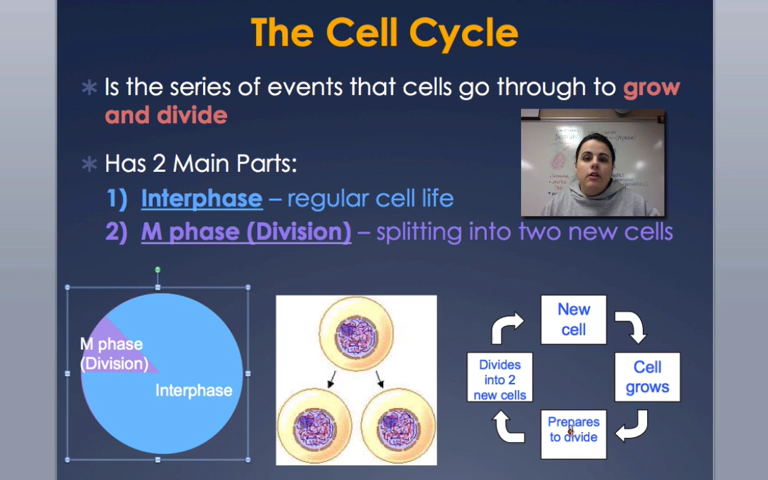 The Cell Cycle
Is the series of events that cells go through to grow
and divide
Has 2 Main Parts:
1) Interphase – regular cell life
2) M phase (Division) – splitting into two new cells
M phase
(Division)
Interphase
New
cell
Cell
grows
Prepares
to divide
Divides
into 2
new cells